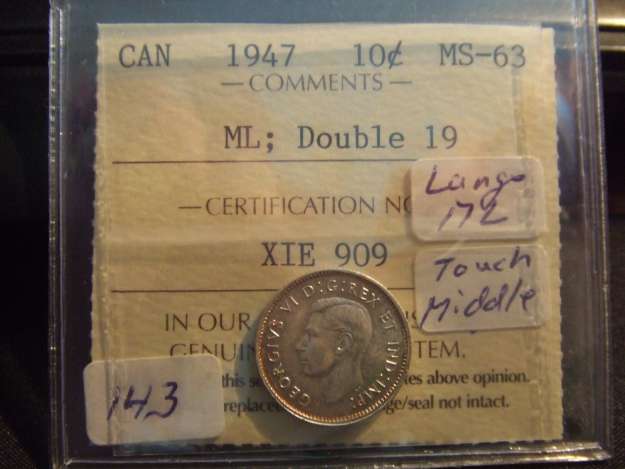 CAN 1947 10¢ MS-63
— COMMENTS —
ML; Double 19
— CERTIFICATION NO
XIE 909
172
Touch
Middle
IN OUR
GENUIN TEM.
this se ies above opinion.
replace ge/seal not intact.
GEORGIVS VI D:G:REX ET IND:IMP:
143